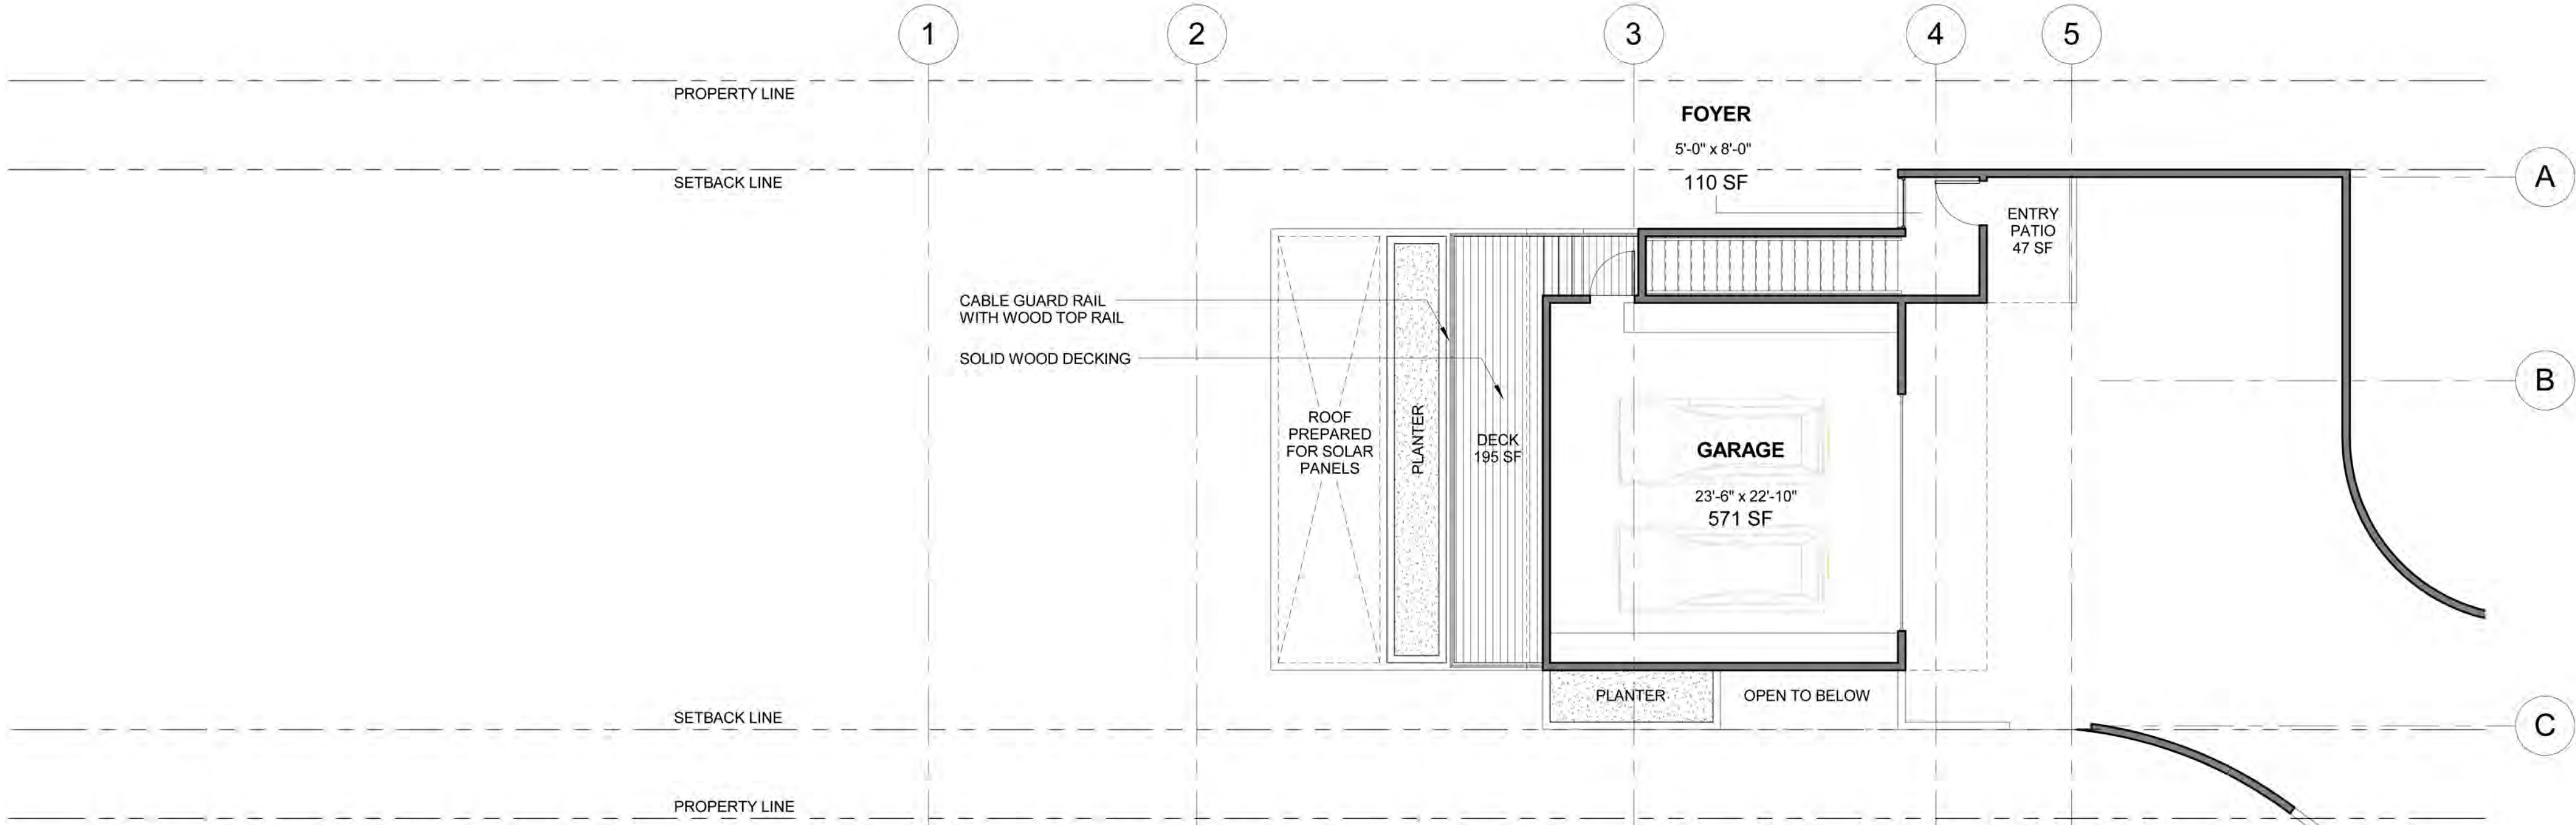 1
2
3
4
5
PROPERTY LINE
FOYER
5'-0" x 8'-0"
110 SF
SETBACK LINE
A
ENTRY
PATIO
47 SF
CABLE GUARD RAIL
WITH WOOD TOP RAIL
SOLID WOOD DECKING
B
ROOF
PREPARED
FOR SOLAR
PANELS
PLANTER
DECK
195 SF
GARAGE
23'-6" x 22'-10"
571 SF
PLANTER
OPEN TO BELOW
SETBACK LINE
C
PROPERTY LINE